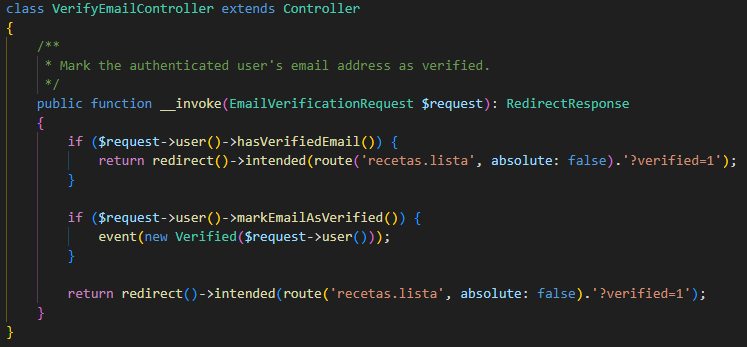 class VerifyEmailController extends Controller
{
    /**
     * Mark the authenticated user's email address as verified.
     */
    public function __invoke(EmailVerificationRequest $request): RedirectResponse
    {
        if ($request->user()->hasVerifiedEmail()) {
            return redirect()->intended(route('recetas.lista', absolute: false).'?verified=1');
        }

        if ($request->user()->markEmailAsVerified()) {
            event(new Verified($request->user()));
        }

        return redirect()->intended(route('recetas.lista', absolute: false).'?verified=1');
    }
}